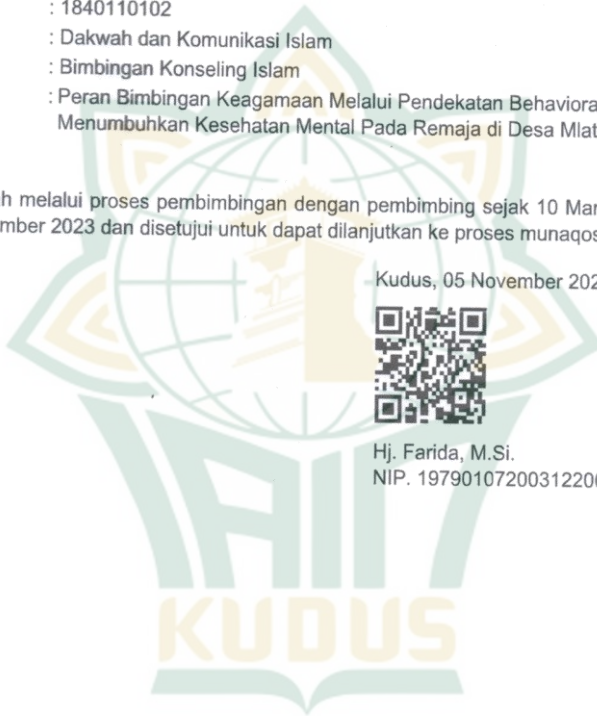 : 1840110102
: Dakwah dan Komunikasi Islam
: Bimbingan Konseling Islam
: Peran Bimbingan Keagamaan Melalui Pendekatan Behaviora
Menumbuhkan Kesehatan Mental Pada Remaja di Desa Mlat
h melalui proses pembimbingan dengan pembimbing sejak 10 Mar
mber 2023 dan disetujui untuk dapat dilanjutkan ke proses munaqos
Kudus, 05 November 202
Hj. Farida, M.Si.
NIP. 1979010720031220
IAIN
KUDUS